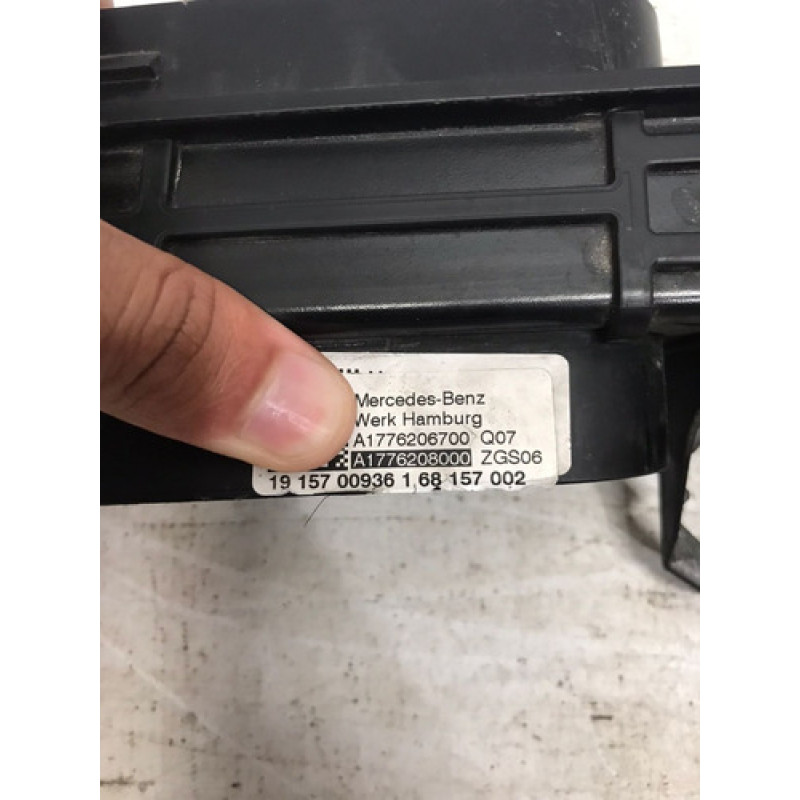 Mercedes-Benz
Werk Hamburg
A1776206700 Q07
A1776208000 ZGS06
19 157 00936 1,68 157 002